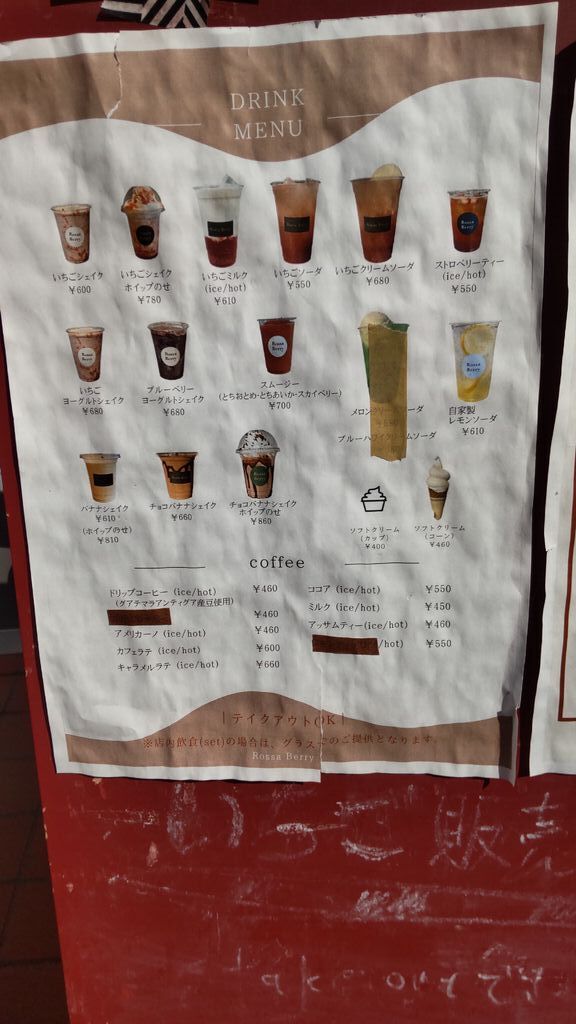 DRINK
MENU
いちごシェイク
￥600
いちごシェイク
ホイップのせ
￥780
いちごミルク
(ice/hot)
￥610
いちごソーダ
￥550
いちごクリームソーダ
￥680
ストロベリーティー
(ice/hot)
￥550
いちご
ヨーグルトシェイク
￥680
ブルーベリー
ヨーグルトシェイク
￥680
スムージー
(とちおとめ・とちあいか・スカイベリー)
￥700
自家製
レモンソーダ
￥610
バナナシェイク
￥610
(ホイップのせ)
￥810
チョコバナナシェイク
￥660
チョコバナナシェイク
ホイップのせ
￥860
ソフトクリーム
(カップ)
￥400
ソフトクリーム
(コーン)
￥460
coffee
ドリップコーヒー (ice/hot) ￥460
(グアテマラアンティグア産豆使用)
￥460
アメリカーノ (ice/hot) ￥460
カフェラテ (ice/hot) ￥600
キャラメルラテ (ice/hot) ￥660
ココア (ice/hot) ￥550
ミルク (ice/hot) ￥450
アッサムティー (ice/hot) ￥460
/hot) ￥550
| テイクアウトOK |
※店内飲食(set)の場合は、グラスでのご提供となります。
Rossa Berry
いちご販売